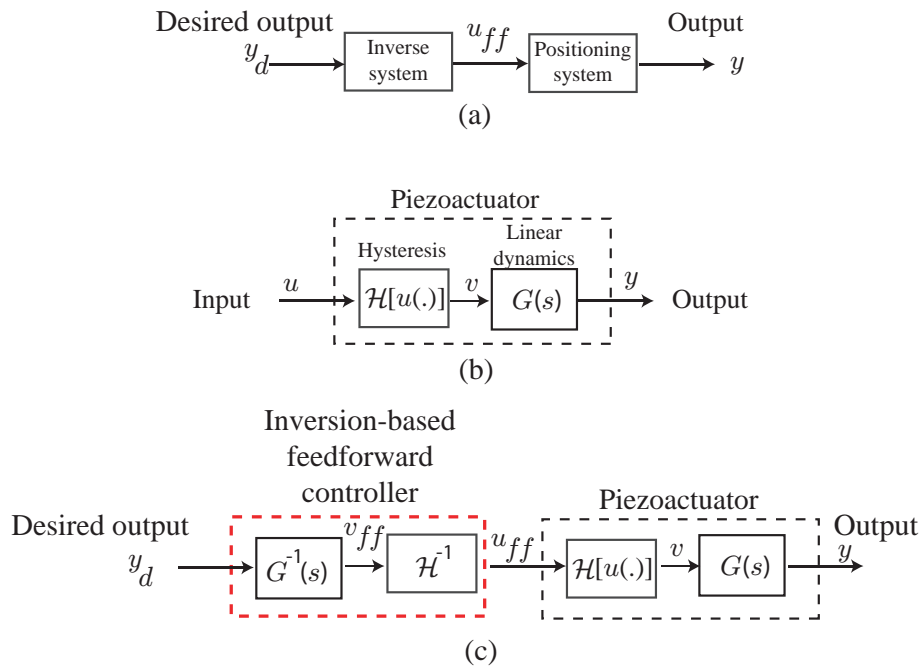 Desired output
y_d
Inverse system
u_ff
Positioning system
Output
y
(a)
Piezoactuator
Hysteresis
Linear dynamics
Input
u
ℋ[u(.)]
v
G(s)
y
Output
(b)
Inversion-based
feedforward
controller
Piezoactuator
Desired output
y_d
G^-1(s)
v_ff
ℋ^-1
u_ff
ℋ[u(.)]
v
G(s)
Output
y
(c)